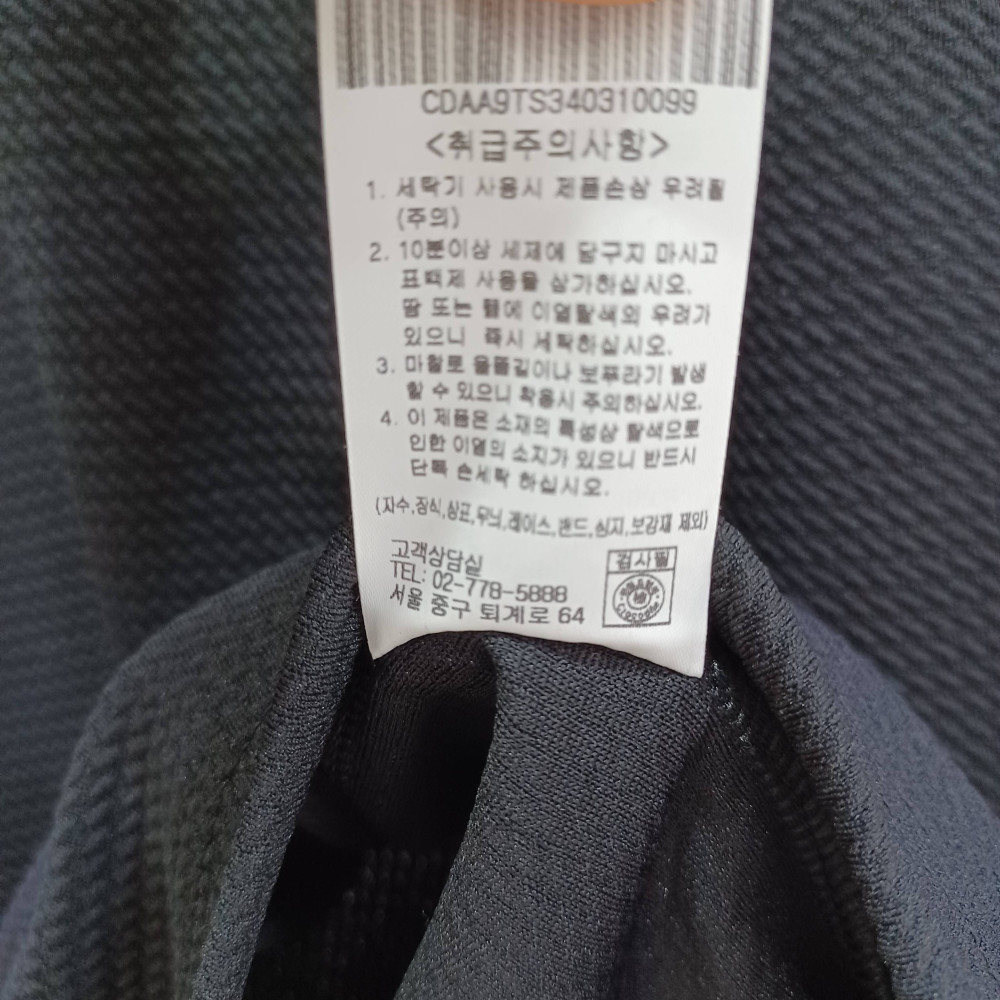 CDAA9TS340310099
<취급주의사항>
1. 세탁기 사용시 제품손상 우려됨
(주의)
2. 10분이상 세제에 담구지 마시고
표백제 사용을 삼가하십시오.
땀 또는 물에 이염탈색의 우려가
있으니 즉시 세탁하십시오.
3. 마찰로 올뜯김이나 보푸라기 발생
할 수 있으니 착용시 주의하십시오.
4. 이 제품은 소재의 특성상 탈색으로
인한 이염의 소지가 있으니 반드시
단독 손세탁 하십시오.
(자수,장식,상표,무늬,레이스,밴드,심지,보강재 제외)
고객상담실
TEL: 02-778-5888
서울 중구 퇴계로 64
검사필
Crocodile